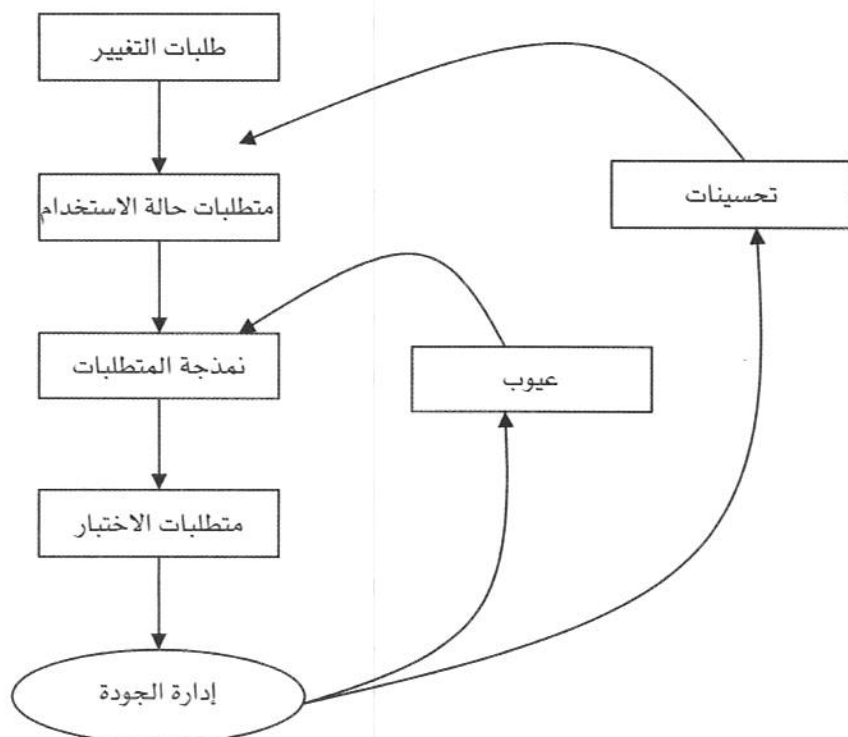 طلبات التغيير
تحسينات
متطلبات حالة الاستخدام
نمذجة المتطلبات
عيوب
متطلبات الاختبار
إدارة الجودة